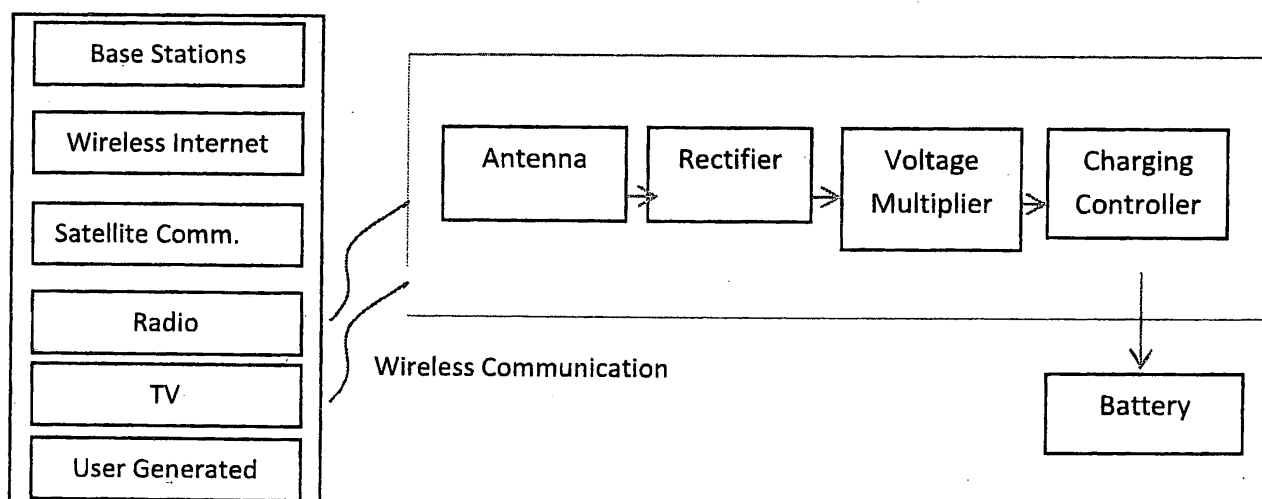 Base Stations
Wireless Internet
Satellite Comm.
Radio
TV
User Generated
Wireless Communication
Antenna
Rectifier
Voltage
Multiplier
Charging
Controller
Battery